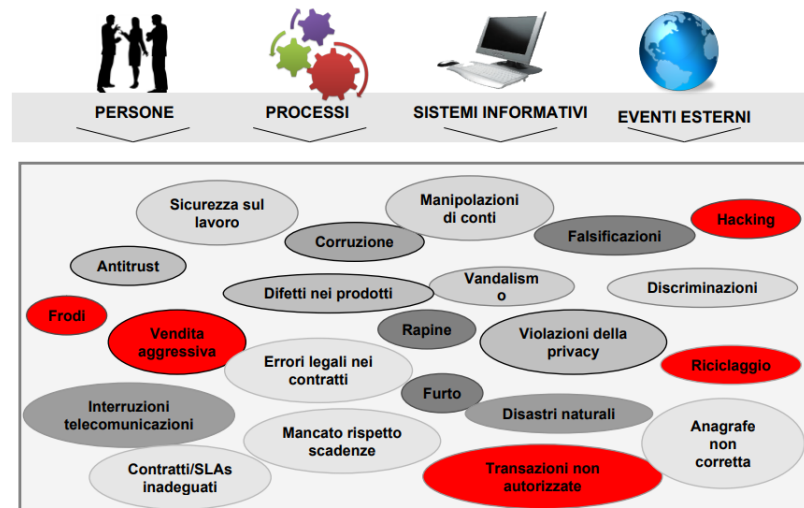 PERSONE
PROCESSI
SISTEMI INFORMATIVI
EVENTI ESTERNI
Sicurezza sul
lavoro
Manipolazioni
di conti
Hacking
Corruzione
Falsificazioni
Antitrust
Difetti nei prodotti
Vandalism
o
Discriminazioni
Frodi
Vendita
aggressiva
Rapine
Violazioni della
privacy
Errori legali nei
contratti
Riciclaggio
Furto
Interruzioni
telecomunicazioni
Disastri naturali
Anagrafe
non
corretta
Mancato rispetto
scadenze
Contratti/SLAs
inadeguati
Transazioni non
autorizzate